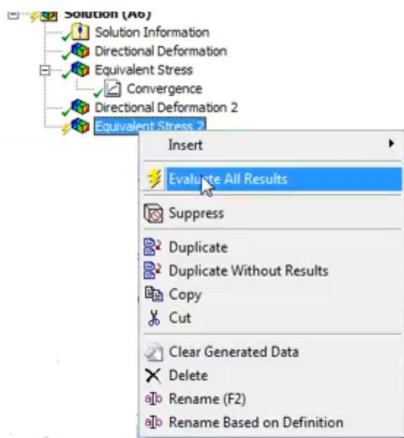 Solution (A6)
Solution Information
Directional Deformation
Equivalent Stress
Convergence
Directional Deformation 2
Equivalent Stress 2
Insert
Evaluate All Results
Suppress
Duplicate
Duplicate Without Results
Copy
Cut
Clear Generated Data
Delete
Rename (F2)
Rename Based on Definition